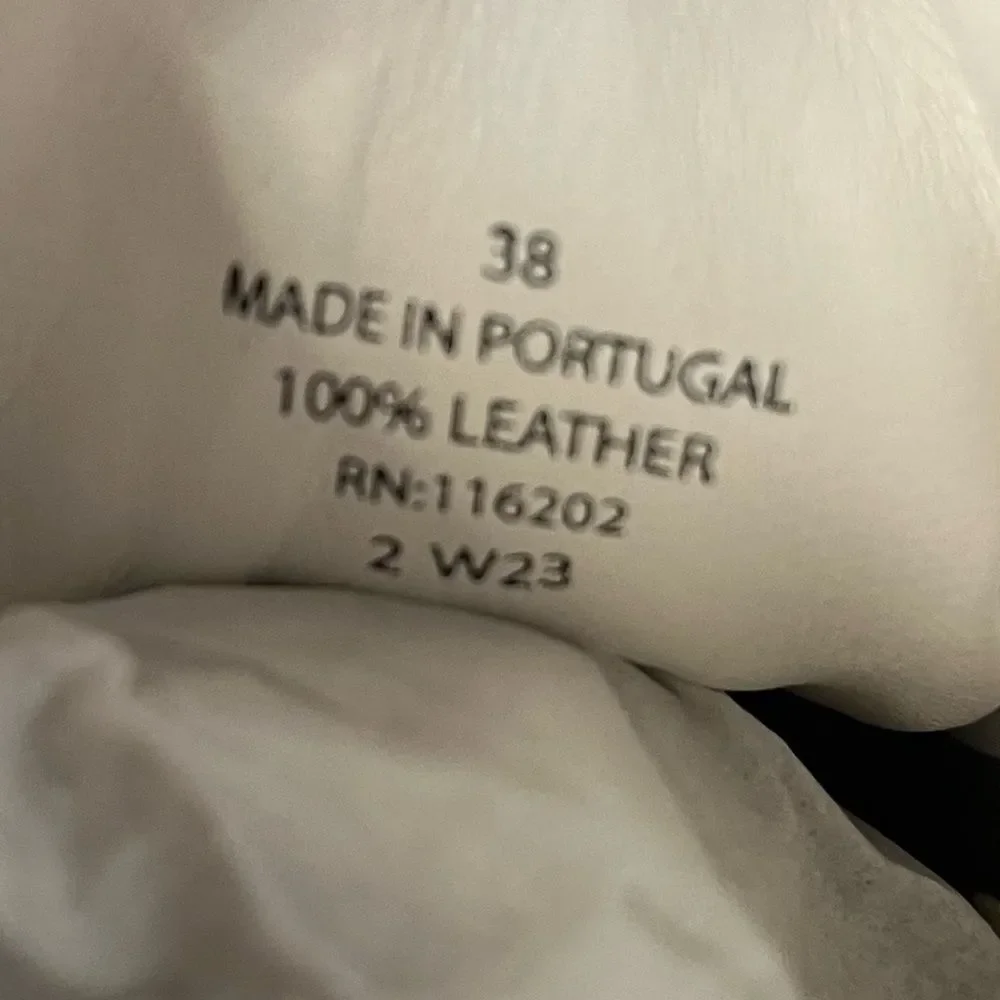 38
MADE IN PORTUGAL
100% LEATHER
RN:116202
2 W23